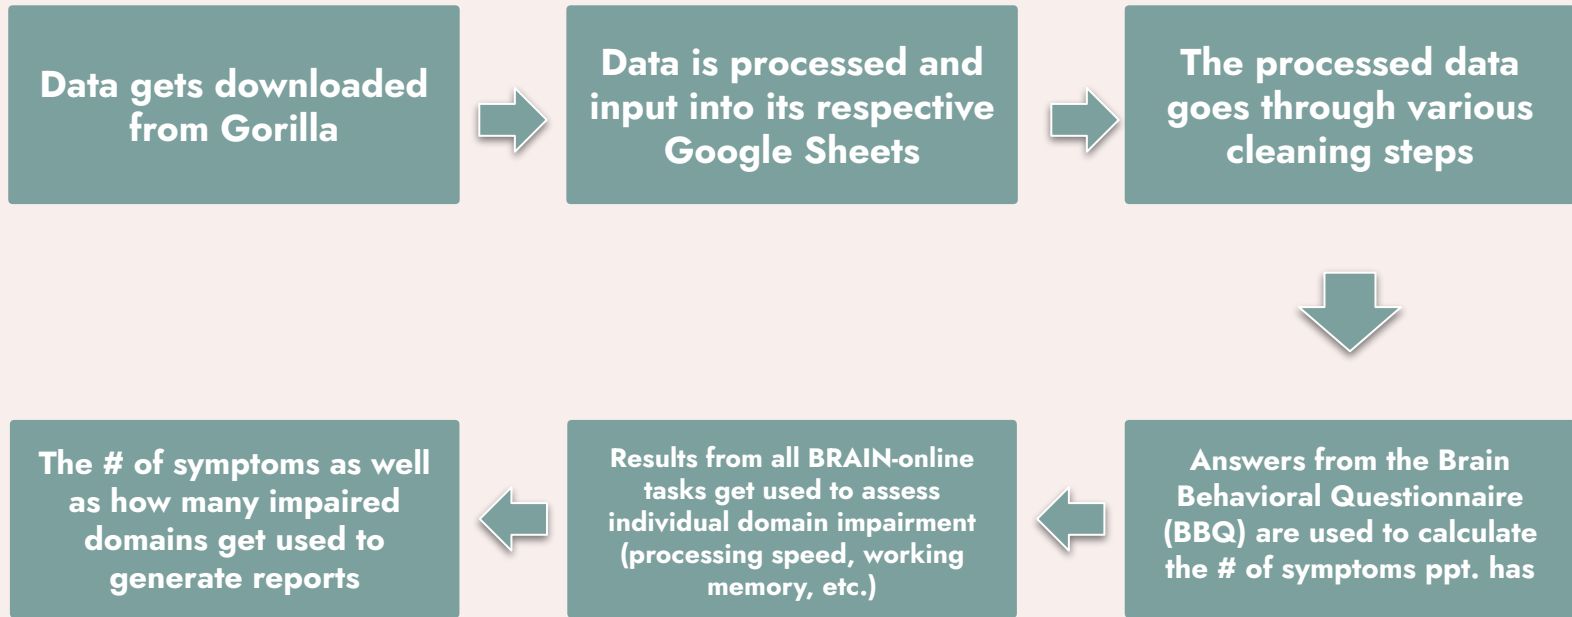 Data gets downloaded
from Gorilla
Data is processed and
input into its respective
Google Sheets
The processed data
goes through various
cleaning steps
Answers from the Brain
Behavioral Questionnaire
(BBQ) are used to calculate
the # of symptoms ppt. has
Results from all BRAIN-online
tasks get used to assess
individual domain impairment
(processing speed, working
memory, etc.)
The # of symptoms as well
as how many impaired
domains get used to
generate reports